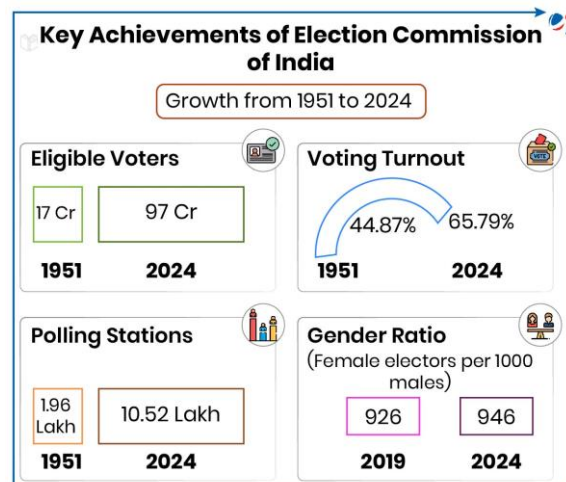 Key Achievements of Election Commission
of India
Growth from 1951 to 2024
Eligible Voters
17 Cr
97 Cr
1951
2024
Voting Turnout
VOTE
44.87%
65.79%
1951
2024
Polling Stations
1.96
Lakh
10.52 Lakh
1951
2024
Gender Ratio
(Female electors per 1000
males)
926
946
2019
2024